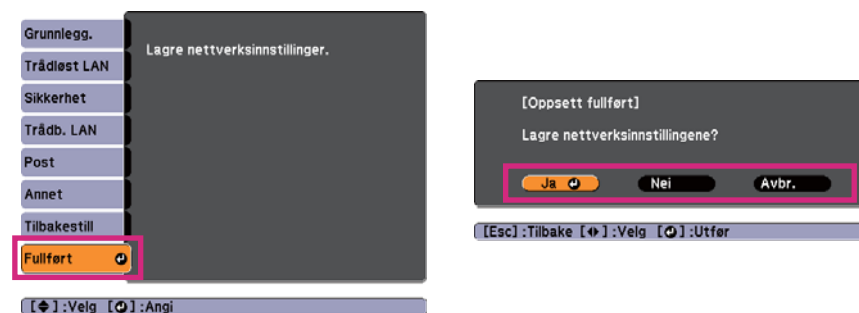 Grunnlegg.
Trådløst LAN
Sikkerhet
Trådb. LAN
Post
Annet
Tilbakestill
Fullført
Lagre nettverksinnstillinger.
[ ]:Velg [ ]:Angi
[Oppsett fullført]
Lagre nettverksinnstillingene?
Ja Nei Avbr.
[Esc]:Tilbake [ ]:Velg [ ]:Utfør